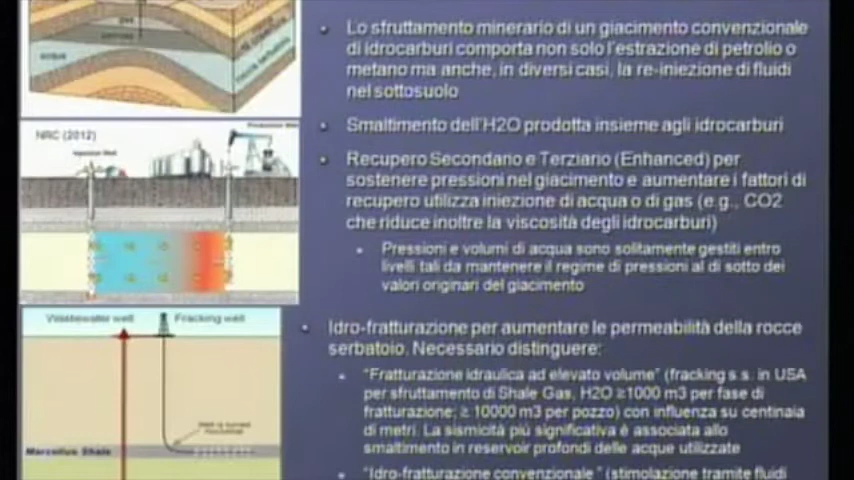 Lo sfruttamento minerario di un giacimento convenzionale
di idrocarburi comporta non solo l'estrazione di petrolio o
metano ma anche, in diversi casi, la re-iniezione di fluidi
nel sottosuolo
Smaltimento dell'H2O prodotta insieme agli idrocarburi
Recupero Secondario e Terziario (Enhanced) per
sostenere pressioni nel giacimento e aumentare i fattori di
recupero utilizza iniezione di acqua o di gas (e.g., CO2
che riduce inoltre la viscosità degli idrocarburi)
Pressioni e volumi di acqua sono solitamente gestiti entro
livelli tali da mantenere il regime di pressioni al di sotto dei
valori originari del giacimento
Idro-fratturazione per aumentare le permeabilità della rocce
serbatoio. Necessario distinguere:
"Fratturazione idraulica ad elevato volume" (fracking s.s. in USA
per sfruttamento di Shale Gas, H2O ≥1000 m3 per fase di
fratturazione; ≥ 10000 m3 per pozzo) con influenza su centinaia
di metri. La sismicità più significativa è associata allo
smaltimento in reservoir profondi delle acque utilizzate
"Idro-fratturazione convenzionale" (stimolazione tramite fluidi
acqua
NRC (2012)
Production Well
Injection Well
Wastewater well
Fracking well
Marcellus Shale